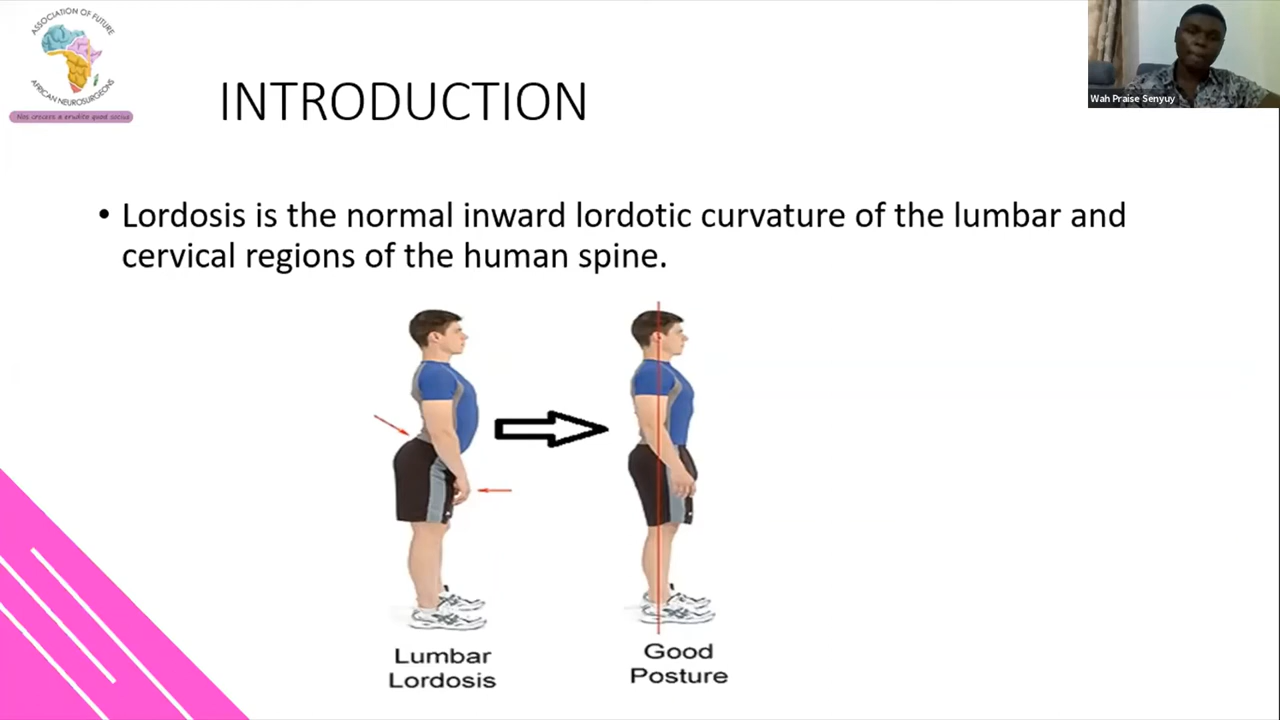 ASSOCIATION OF FUTURE
AFRICAN NEUROSURGEONS
INTRODUCTION
Wah Praise Senyuy
• Lordosis is the normal inward lordotic curvature of the lumbar and
cervical regions of the human spine.
Lumbar
Lordosis
Good
Posture